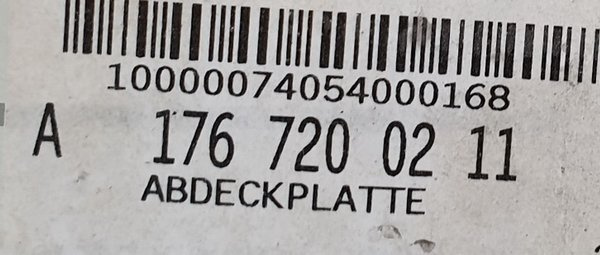 10000074054000168
A 176 720 02 11
ABDECKPLATTE